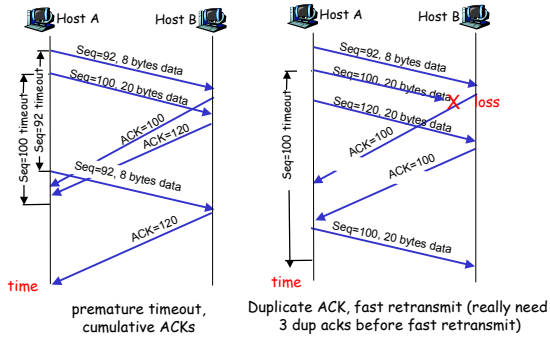 Host A
Host B
Seq=92, 8 bytes data
Seq=100, 20 bytes data
Seq=100 timeout
Seq=92 timeout
ACK=100
ACK=120
Seq=92, 8 bytes data
ACK=120
time
premature timeout,
cumulative ACKs
Host A
Host B
Seq=92, 8 bytes data
Seq=100, 20 bytes data
X loss
Seq=120, 20 bytes data
Seq=100 timeout
ACK=100
ACK=100
Seq=100, 20 bytes data
time
Duplicate ACK, fast retransmit (really need
3 dup acks before fast retransmit)